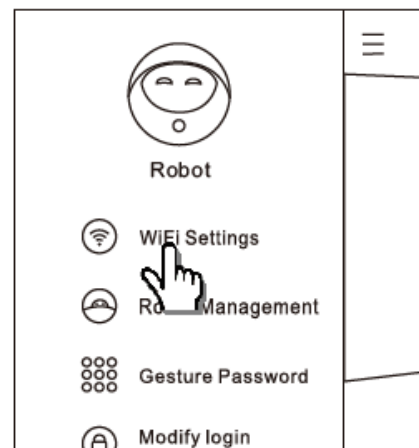 Robot
WiFi Settings
Management
Gesture Password
Modify login